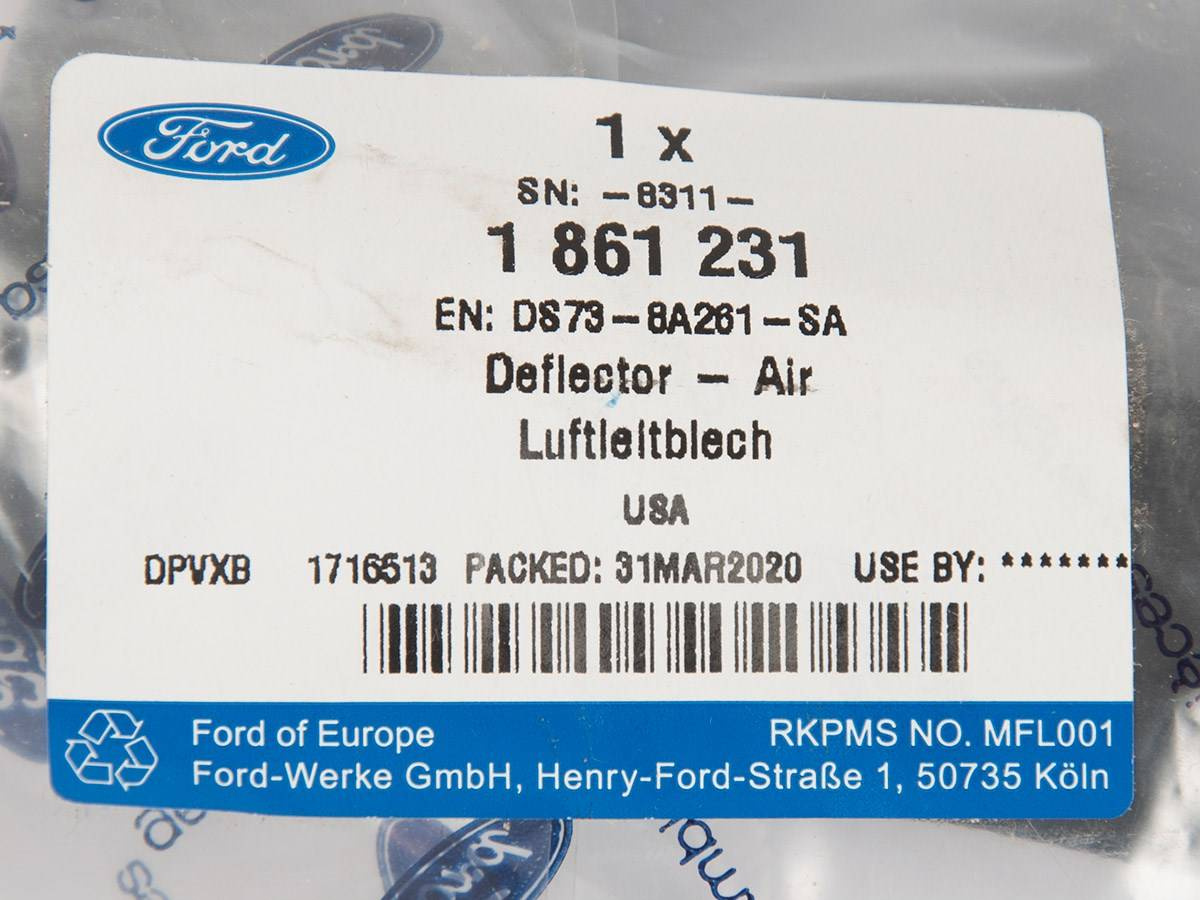 Ford
1 x
SN: -8311-
1 861 231
EN: DS73-8A261-SA
Deflector - Air
Luftleitblech
USA
DPVXB 1716513 PACKED: 31MAR2020 USE BY: *******
Ford of Europe RKPMS NO. MFL001
Ford-Werke GmbH, Henry-Ford-Straße 1, 50735 Köln